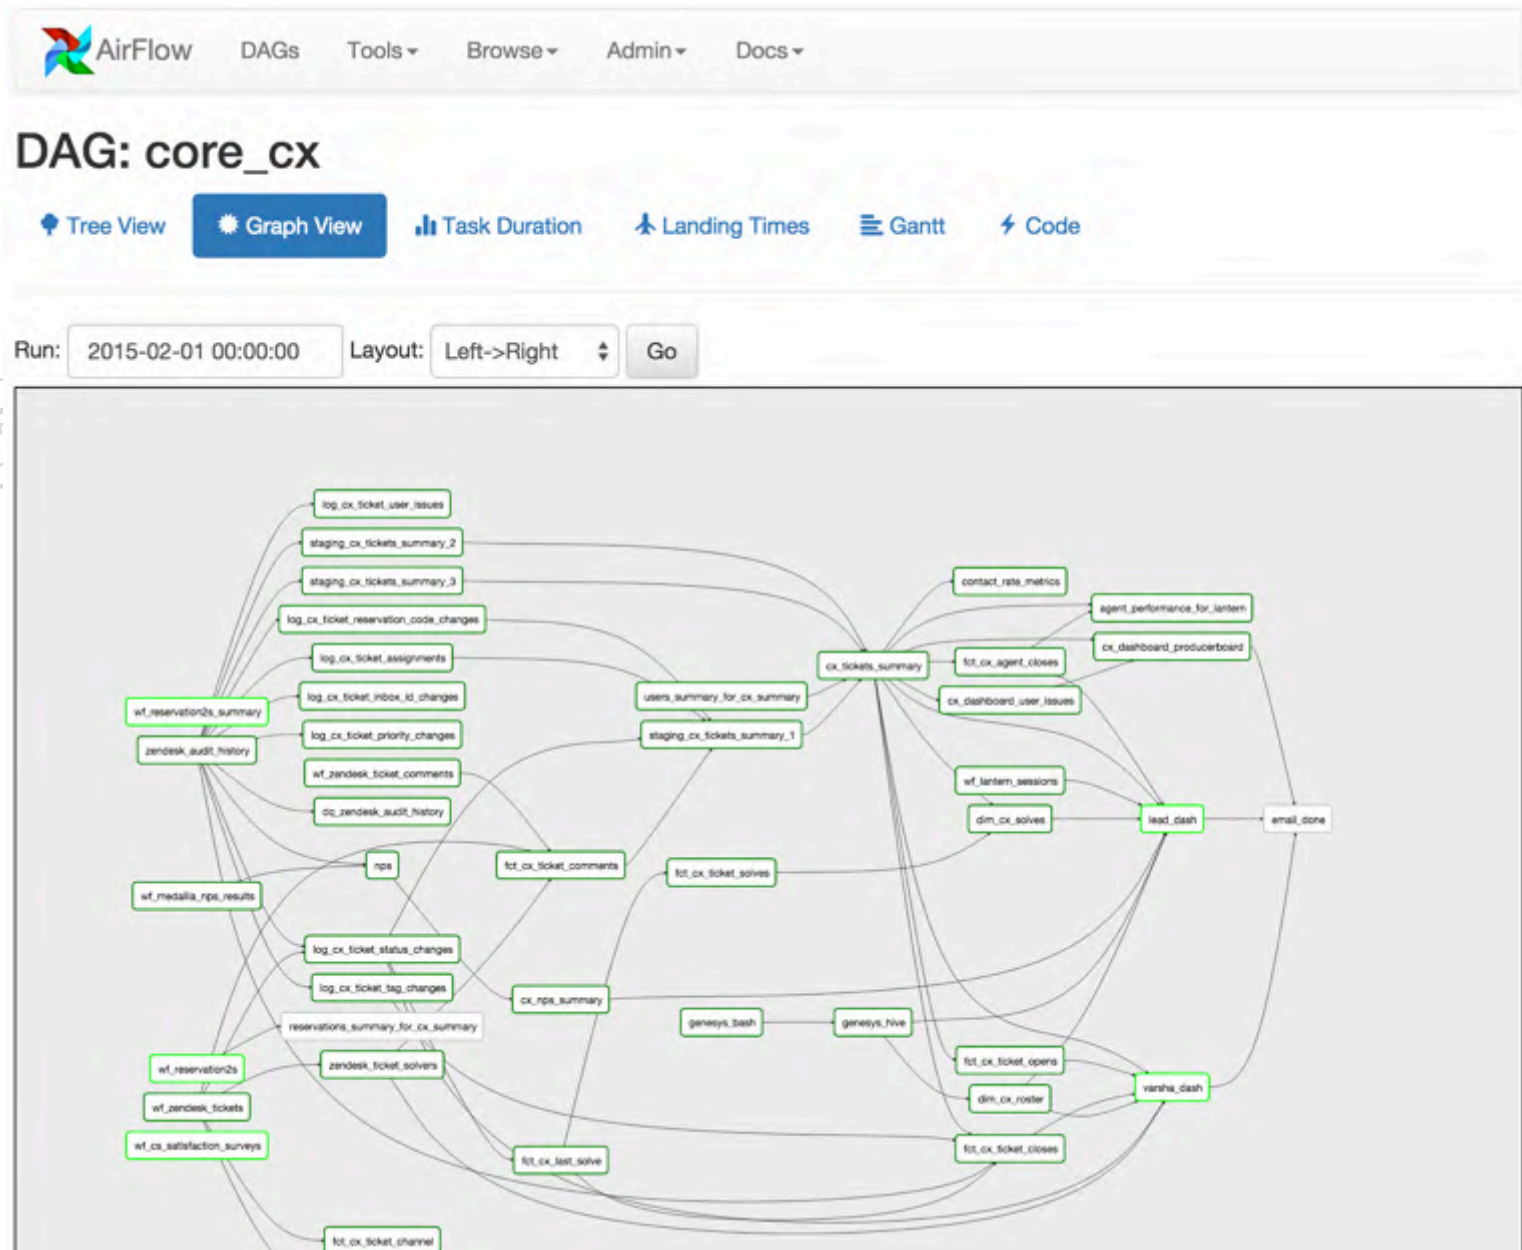 AirFlow DAGs Tools Browse Admin Docs
DAG: core_cx
Tree View Graph View Task Duration Landing Times Gantt Code
Run: 2015-02-01 00:00:00 Layout: Left->Right Go
log_cx_ticket_user_issues
staging_cx_tickets_summary_2
staging_cx_tickets_summary_3
contact_rate_metrics
agent_performance_for_lantern
log_cx_ticket_reservation_code_changes
cx_dashboard_producerboard
log_cx_ticket_assignments
cx_tickets_summary
fct_cx_agent_closes
log_cx_ticket_inbox_id_changes
users_summary_for_cx_summary
cx_dashboard_user_issues
wf_reservation2s_summary
log_cx_ticket_priority_changes
staging_cx_tickets_summary_1
zendesk_audit_history
wf_zendesk_ticket_comments
wf_lantern_sessions
dq_zendesk_audit_history
dim_cx_solves
lead_dash
email_done
nps
fct_cx_ticket_comments
fct_cx_ticket_solves
wf_medallia_nps_results
log_cx_ticket_status_changes
log_cx_ticket_tag_changes
cx_nps_summary
reservations_summary_for_cx_summary
genesys_bash
genesys_hive
wf_reservation2s
zendesk_ticket_solvers
fct_cx_ticket_opens
varsha_dash
wf_zendesk_tickets
dim_cx_roster
wf_cs_satisfaction_surveys
fct_cx_last_solve
fct_cx_ticket_closes
fct_cx_ticket_channel